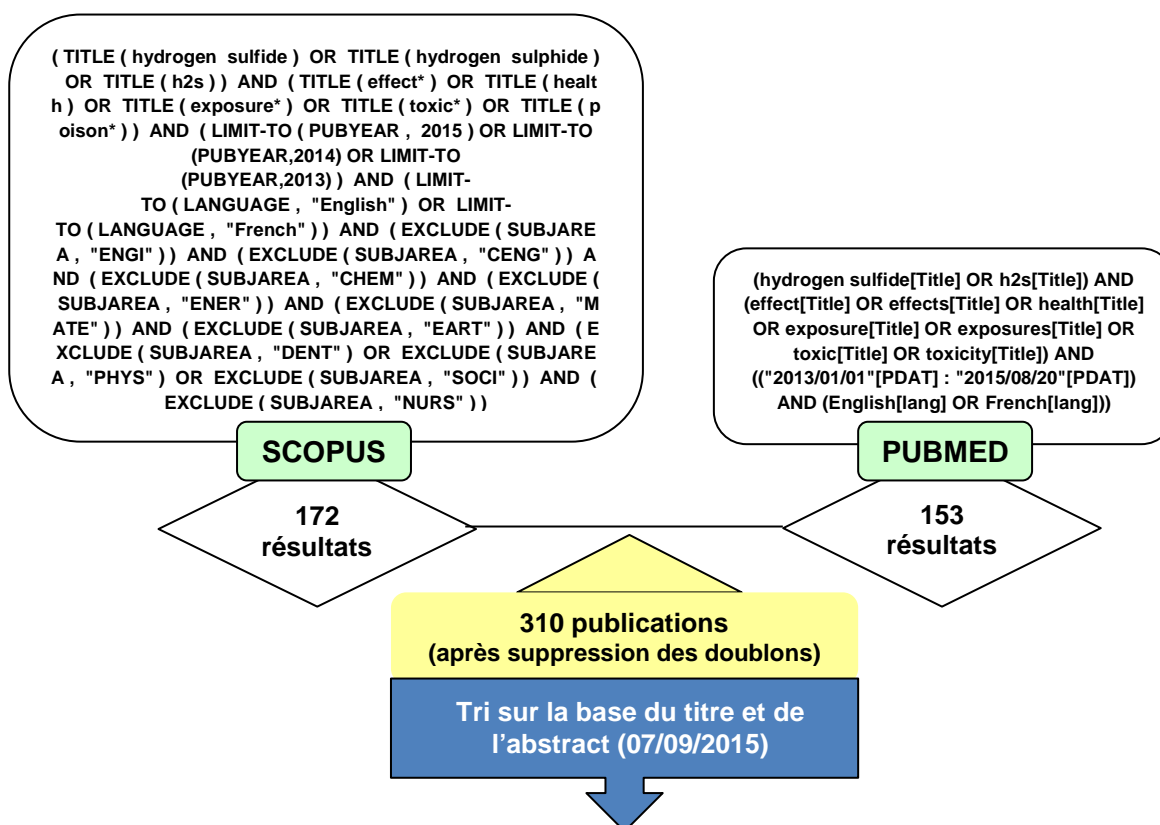 ( TITLE ( hydrogen sulfide ) OR TITLE ( hydrogen sulphide )
OR TITLE ( h2s ) ) AND ( TITLE ( effect* ) OR TITLE ( healt
h ) OR TITLE ( exposure* ) OR TITLE ( toxic* ) OR TITLE ( p
oison* ) ) AND ( LIMIT-TO ( PUBYEAR , 2015 ) OR LIMIT-TO
(PUBYEAR,2014) OR LIMIT-TO
(PUBYEAR,2013) ) AND ( LIMIT-
TO ( LANGUAGE , "English" ) OR LIMIT-
TO ( LANGUAGE , "French" ) ) AND ( EXCLUDE ( SUBJARE
A , "ENGI" ) ) AND ( EXCLUDE ( SUBJAREA , "CENG" ) ) A
ND ( EXCLUDE ( SUBJAREA , "CHEM" ) ) AND ( EXCLUDE (
SUBJAREA , "ENER" ) ) AND ( EXCLUDE ( SUBJAREA , "M
ATE" ) ) AND ( EXCLUDE ( SUBJAREA , "EART" ) ) AND ( E
XCLUDE ( SUBJAREA , "DENT" ) OR EXCLUDE ( SUBJARE
A , "PHYS" ) OR EXCLUDE ( SUBJAREA , "SOCI" ) ) AND (
EXCLUDE ( SUBJAREA , "NURS" ) )
SCOPUS
172
résultats
(hydrogen sulfide[Title] OR h2s[Title]) AND
(effect[Title] OR effects[Title] OR health[Title]
OR exposure[Title] OR exposures[Title] OR
toxic[Title] OR toxicity[Title]) AND
(("2013/01/01"[PDAT] : "2015/08/20"[PDAT])
AND (English[lang] OR French[lang]))
PUBMED
153
résultats
310 publications
(après suppression des doublons)
Tri sur la base du titre et de
l'abstract (07/09/2015)